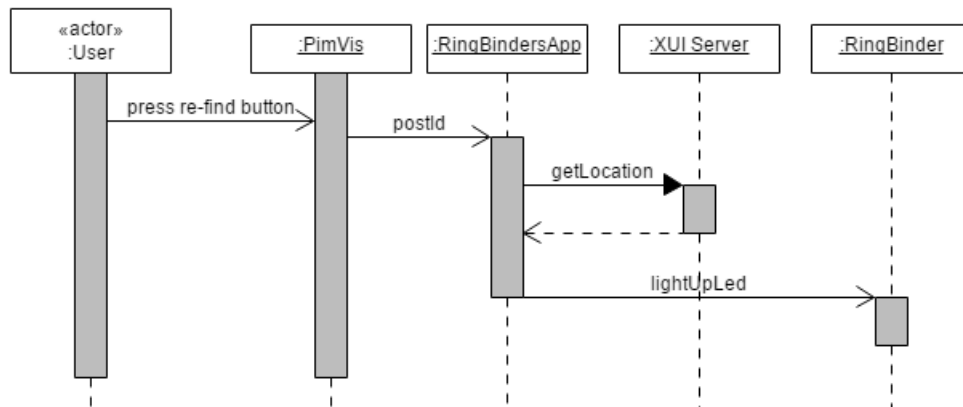 «actor»
:User
:PimVis
:RingBindersApp
:XUI Server
:RingBinder
press re-find button
postId
getLocation
lightUpLed